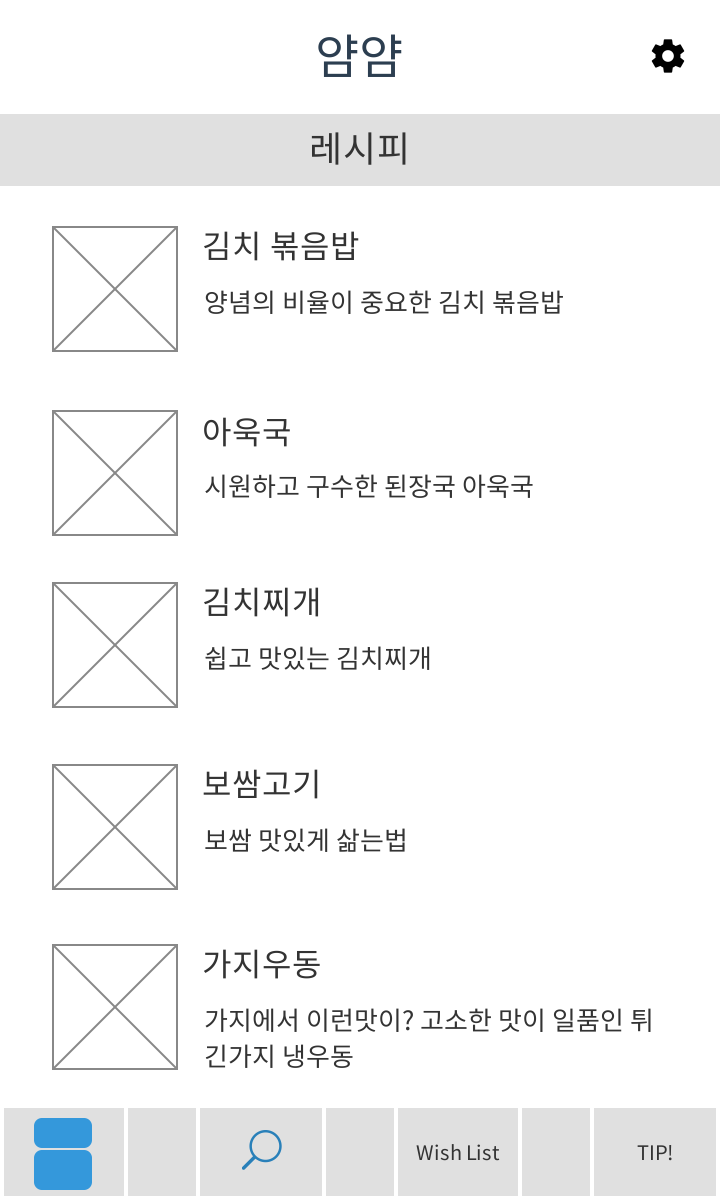 얌얌
레시피
김치 볶음밥
양념의 비율이 중요한 김치 볶음밥
아욱국
시원하고 구수한 된장국 아욱국
김치찌개
쉽고 맛있는 김치찌개
보쌈고기
보쌈 맛있게 삶는법
가지우동
가지에서 이런맛이? 고소한 맛이 일품인 튀
긴가지 냉우동
Wish List
TIP!